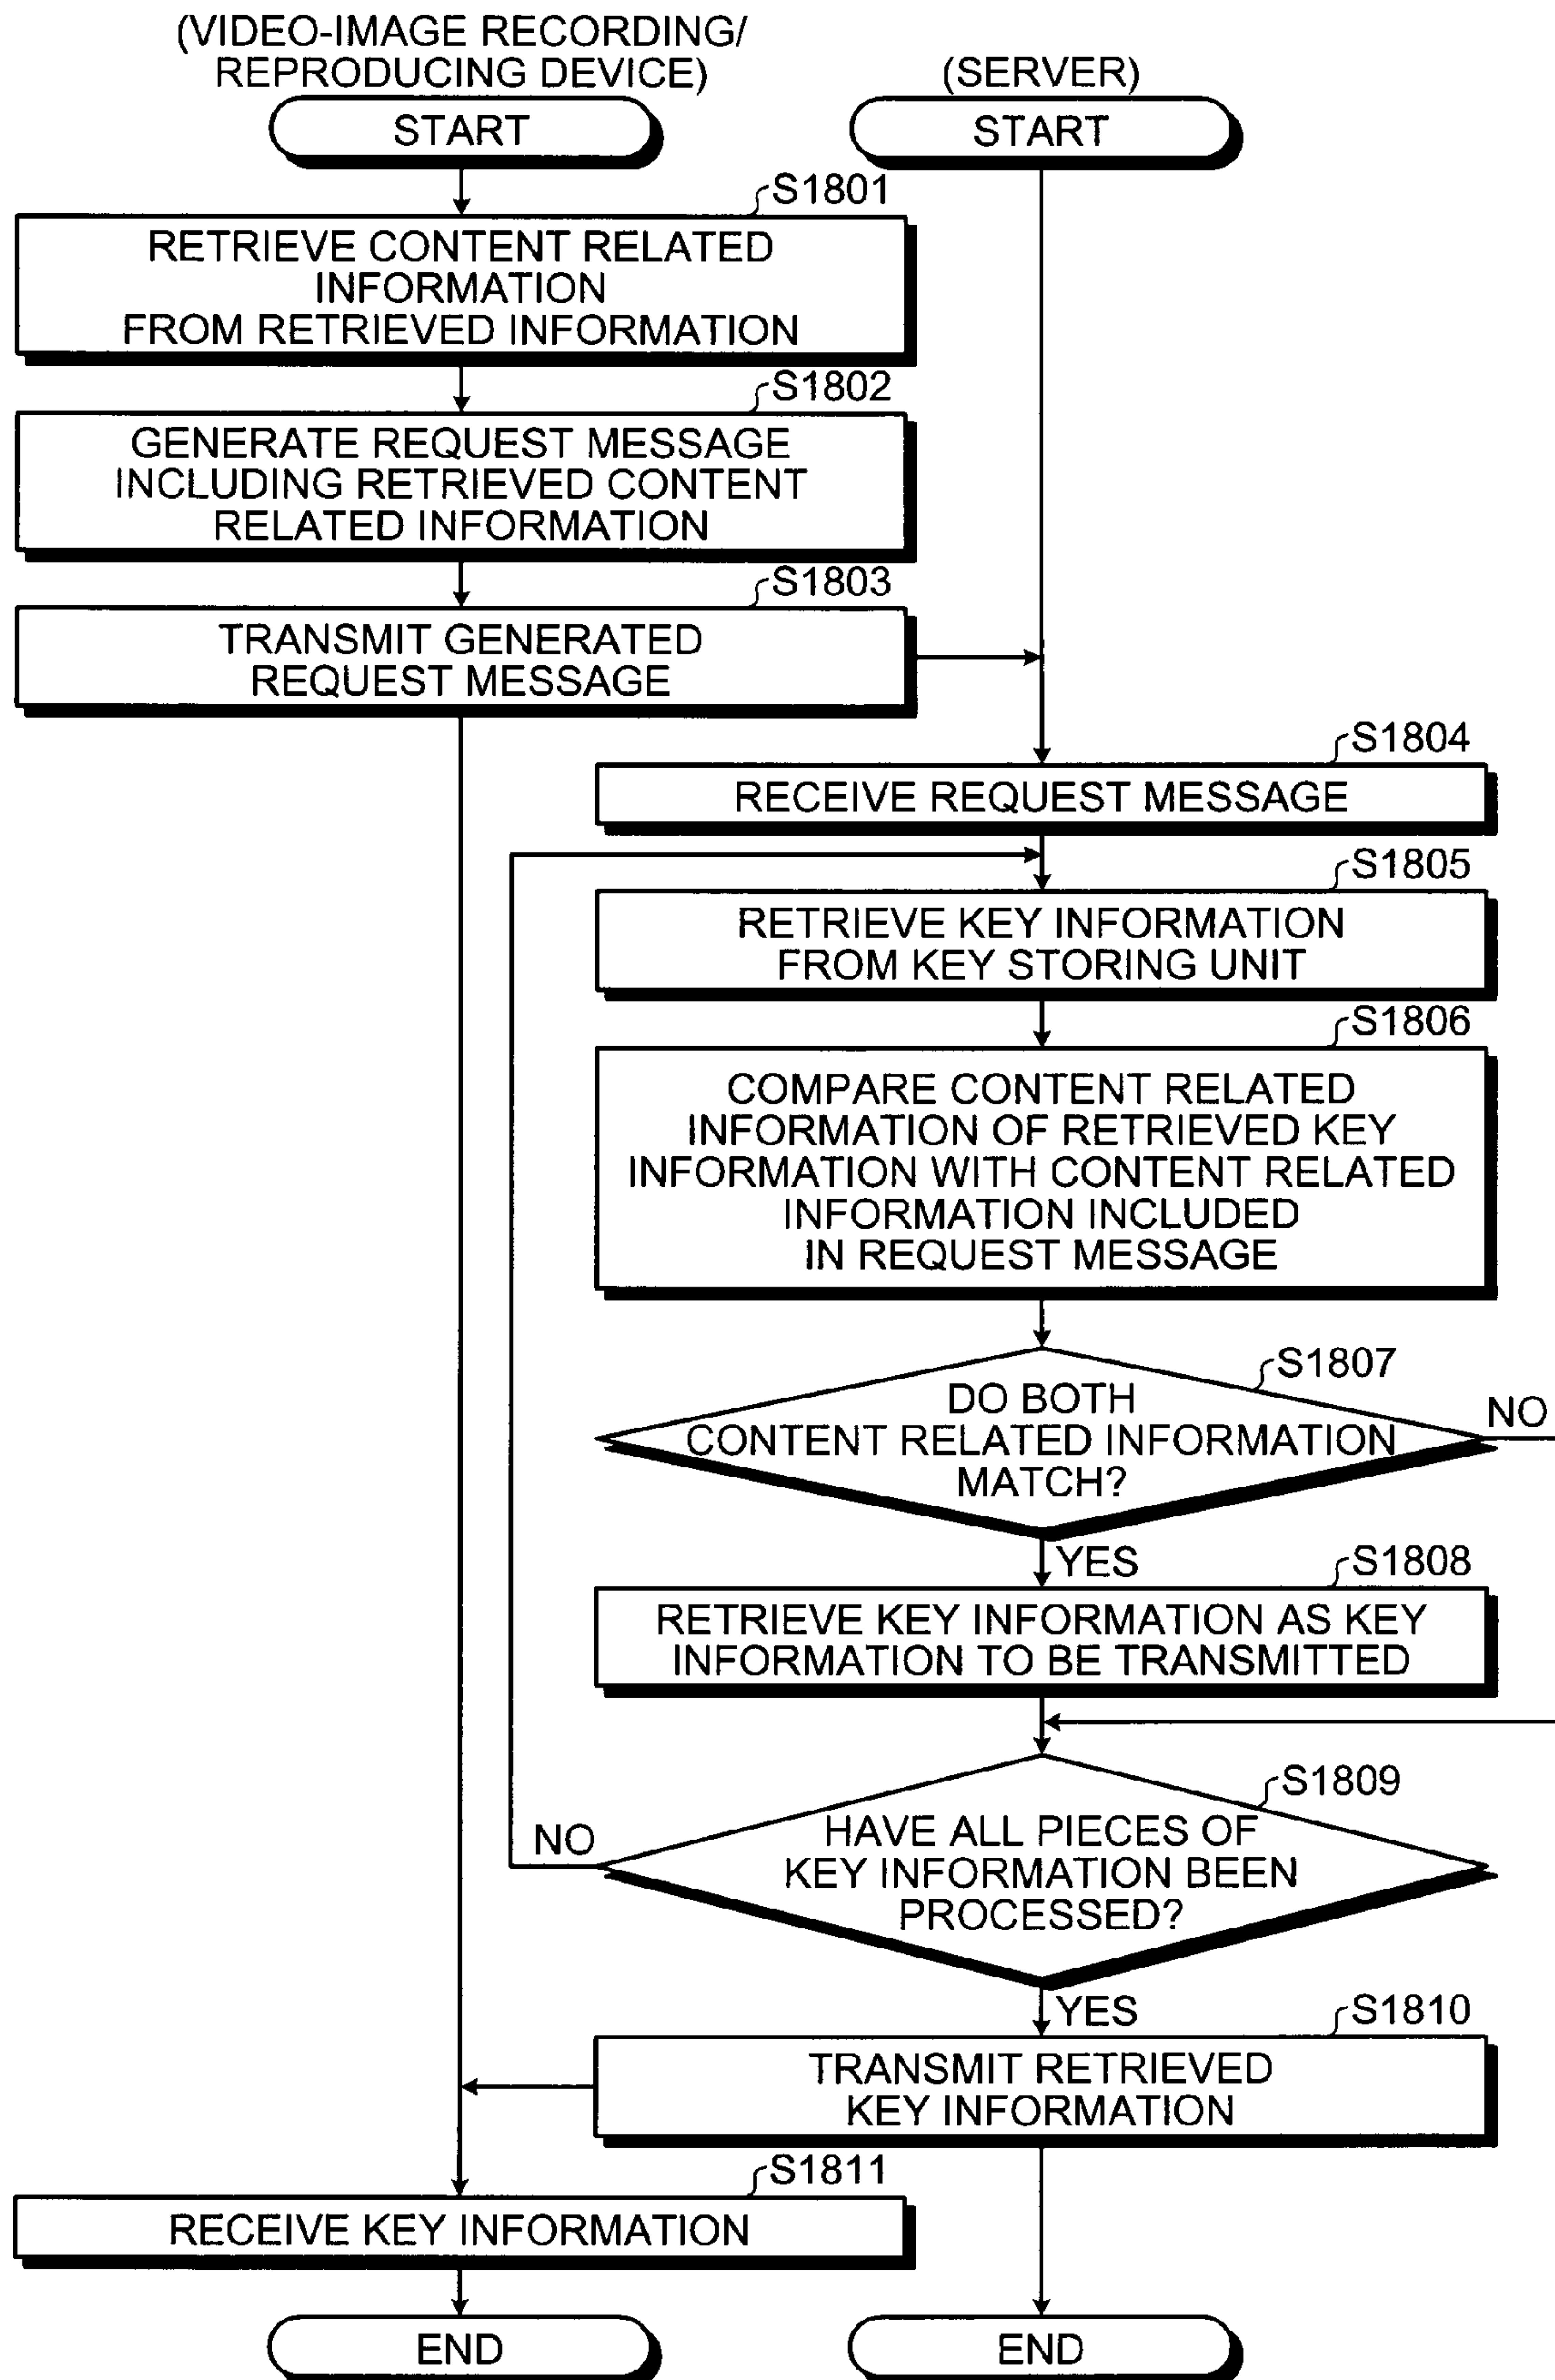 (VIDEO-IMAGE RECORDING/
REPRODUCING DEVICE)
(SERVER)
START
START
S1801
RETRIEVE CONTENT RELATED
INFORMATION
FROM RETRIEVED INFORMATION
S1802
GENERATE REQUEST MESSAGE
INCLUDING RETRIEVED CONTENT
RELATED INFORMATION
S1803
TRANSMIT GENERATED
REQUEST MESSAGE
S1804
RECEIVE REQUEST MESSAGE
S1805
RETRIEVE KEY INFORMATION
FROM KEY STORING UNIT
S1806
COMPARE CONTENT RELATED
INFORMATION OF RETRIEVED KEY
INFORMATION WITH CONTENT RELATED
INFORMATION INCLUDED
IN REQUEST MESSAGE
S1807
DO BOTH
CONTENT RELATED INFORMATION
MATCH?
NO
YES
S1808
RETRIEVE KEY INFORMATION AS KEY
INFORMATION TO BE TRANSMITTED
S1809
HAVE ALL PIECES OF
KEY INFORMATION BEEN
PROCESSED?
NO
YES
S1810
TRANSMIT RETRIEVED
KEY INFORMATION
S1811
RECEIVE KEY INFORMATION
END
END